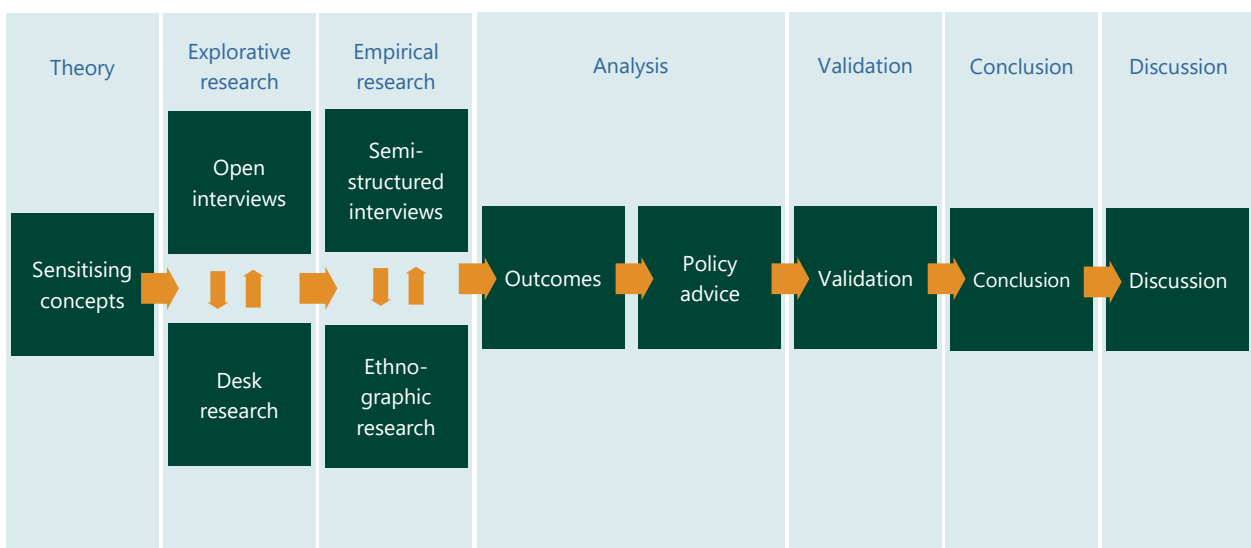 Theory
Explorative
research
Empirical
research
Analysis
Validation
Conclusion
Discussion
Sensitising
concepts
Open
interviews
Desk
research
Semi-
structured
interviews
Ethno-
graphic
research
Outcomes
Policy
advice
Validation
Conclusion
Discussion